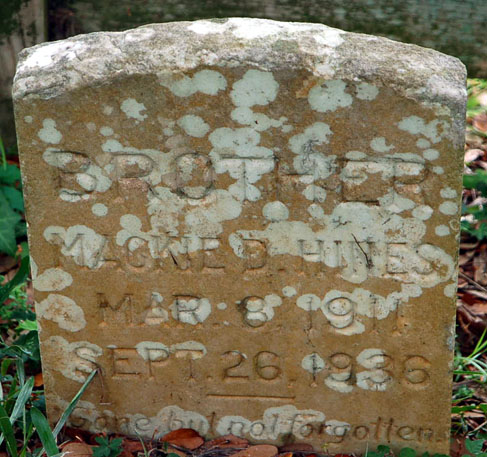 BROTHER
MACKIE D. HINES
MAR. 8, 1911
SEPT. 26, 1936
Gone but not forgotten